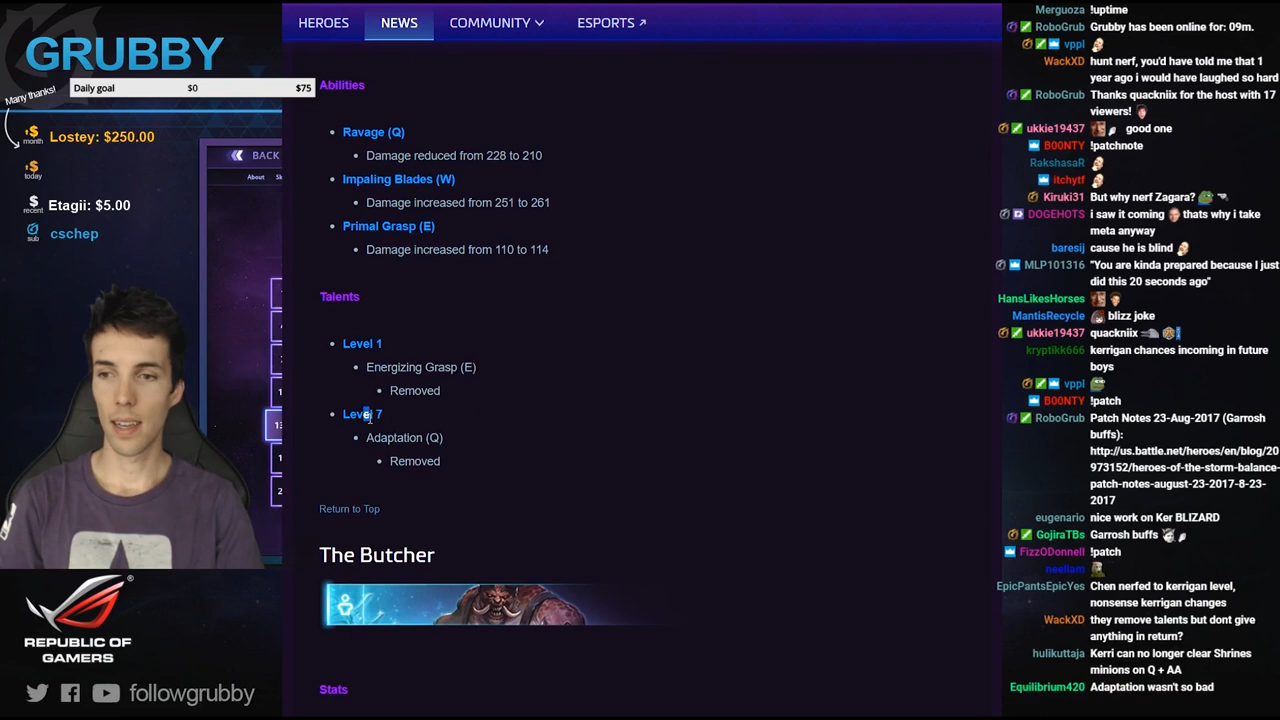 GRUBBY
Daily goal $0 $75
Many thanks!
month Lostey: $250.00
today
recent Etagii: $5.00
sub cschep
BACK
About
REPUBLIC OF
GAMERS
followgrubby
HEROES NEWS COMMUNITY ESPORTS
Abilities
Ravage (Q)
Damage reduced from 228 to 210
Impaling Blades (W)
Damage increased from 251 to 261
Primal Grasp (E)
Damage increased from 110 to 114
Talents
Level 1
Energizing Grasp (E)
Removed
Level 7
Adaptation (Q)
Removed
Return to Top
The Butcher
Stats
Merguoza !uptime
RoboGrub Grubby has been online for: 09m.
vppl
WackXD hunt nerf, you'd have told me that 1
year ago i would have laughed so hard
RoboGrub Thanks quackniix for the host with 17
viewers!
ukkie19437 good one
B00NTY !patchnote
RakshasaR
itchytf
Kiruki31 But why nerf Zagara?
DOGEHOTS i saw it coming thats why i take
meta anyway
baresij cause he is blind
MLP101316 "You are kinda prepared because I just
did this 20 seconds ago"
HansLikesHorses
MantisRecycle blizz joke
ukkie19437 quackniix
kryptikk666 kerrigan chances incoming in future
boys
vppl
B00NTY !patch
RoboGrub Patch Notes 23-Aug-2017 (Garrosh
buffs):
http://us.battle.net/heroes/en/blog/20
973152/heroes-of-the-storm-balance-
patch-notes-august-23-2017-8-23-
2017
eugenario nice work on Ker BLIZARD
GojiraTBs Garrosh buffs
FizzODonnell !patch
neellam
EpicPantsEpicYes Chen nerfed to kerrigan level,
nonsense kerrigan changes
WackXD they remove talents but dont give
anything in return?
hulikuttaja Kerri can no longer clear Shrines
minions on Q + AA
Equilibrium420 Adaptation wasn't so bad